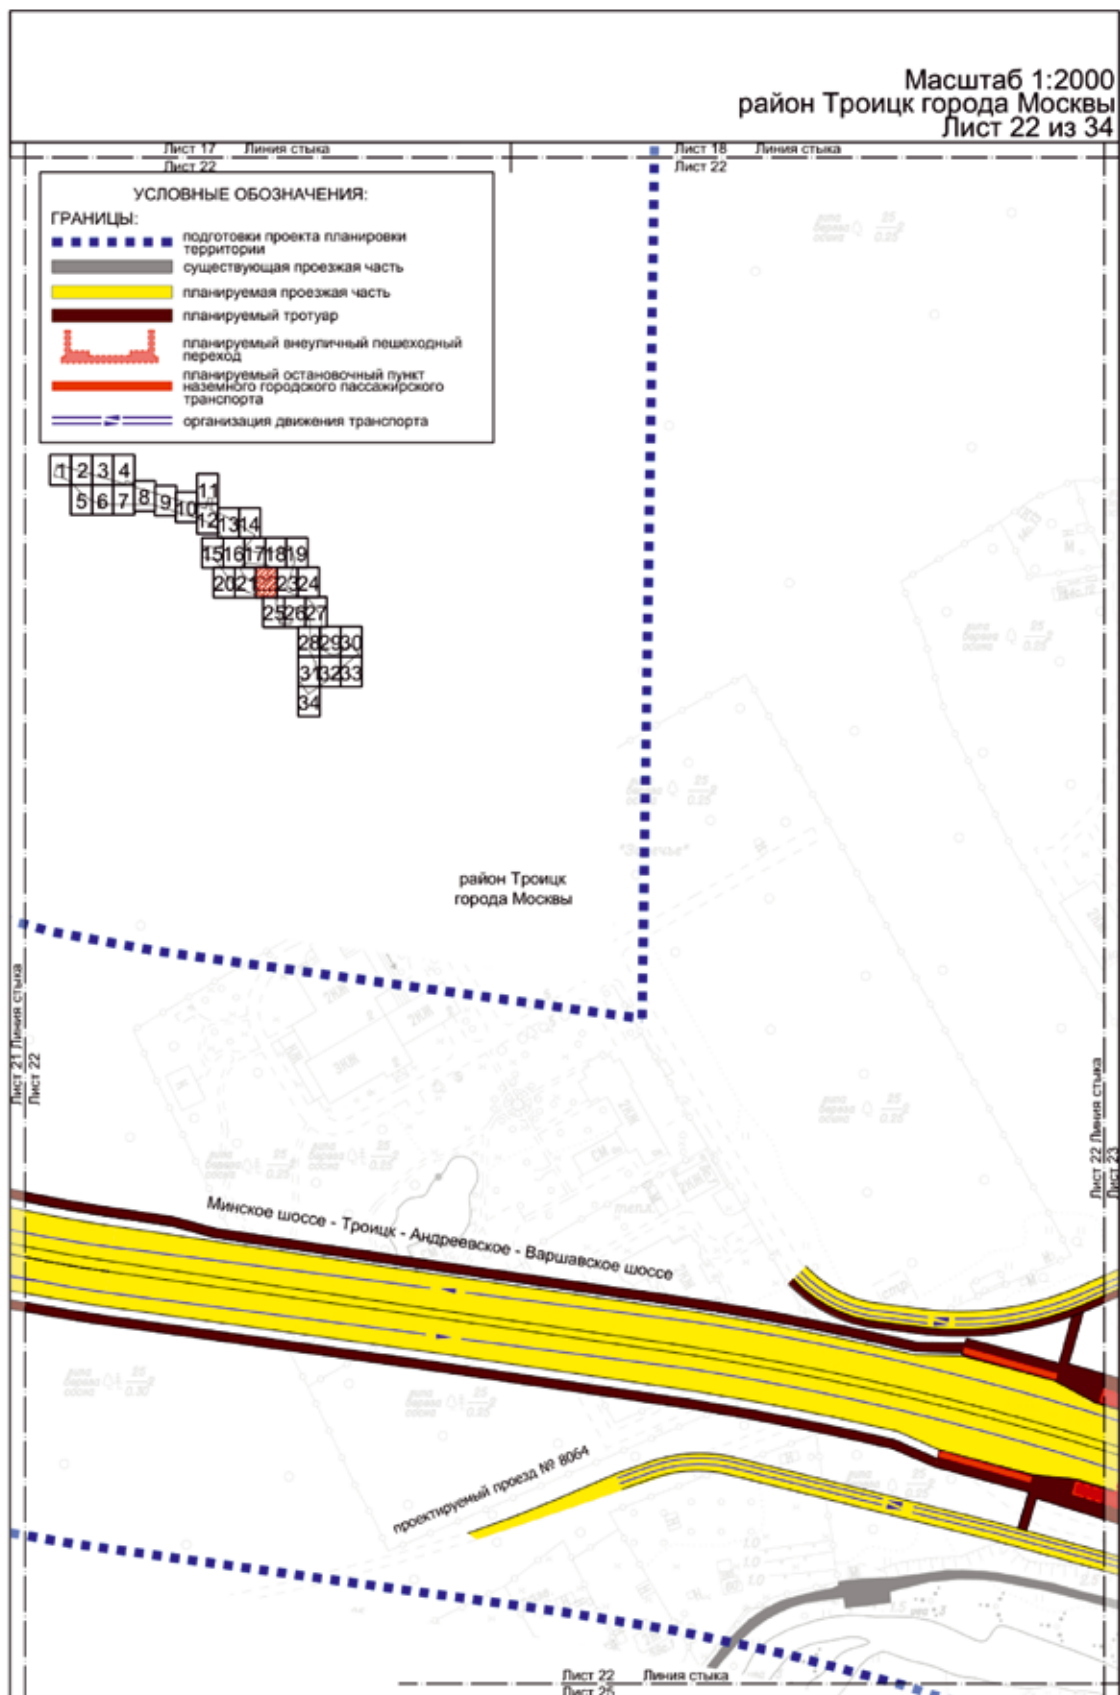 Масштаб 1:2000
район Троицк города Москвы
Лист 22 из 34
Лист 17 Линия стыка
Лист 22
Лист 18 Линия стыка
Лист 22
УСЛОВНЫЕ ОБОЗНАЧЕНИЯ:
ГРАНИЦЫ:
подготовки проекта планировки
территории
существующая проезжая часть
планируемая проезжая часть
планируемый тротуар
планируемый внеуличный пешеходный
переход
планируемый остановочный пункт
наземного городского пассажирского
транспорта
организация движения транспорта
1 2 3 4
5 6 7 8 9 10 11
12 13 14
15 16 17 18 19
20 21 23 24
25 26 27
28 29 30
31 32 33
34
район Троицк
города Москвы
Лист 21 Линия стыка
Лист 22
Лист 22 Линия стыка
Лист 23
Минское шоссе - Троицк - Андреевское - Варшавское шоссе
проектируемый проезд № 8064
Лист 22 Линия стыка
Лист 25